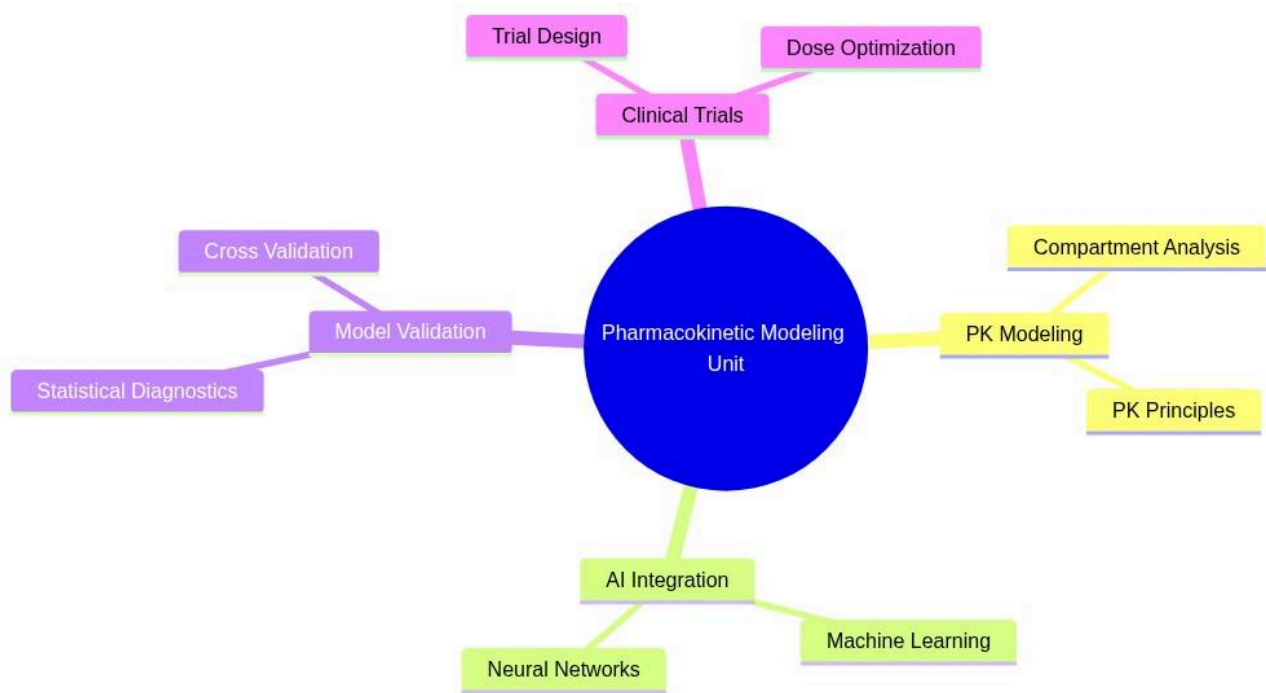 Trial Design
Dose Optimization
Clinical Trials
Cross Validation
Compartment Analysis
Model Validation
Pharmacokinetic Modeling
Unit
PK Modeling
Statistical Diagnostics
PK Principles
AI Integration
Machine Learning
Neural Networks